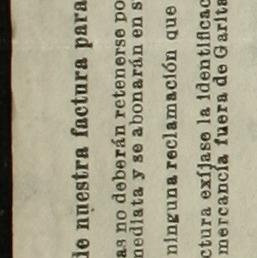 de nuestra factura para
as no deberán retenerse po
mediata y se abonarán en s
ninguna reclamación que
ctura exíjase la identificac
mercancía fuera de Garita